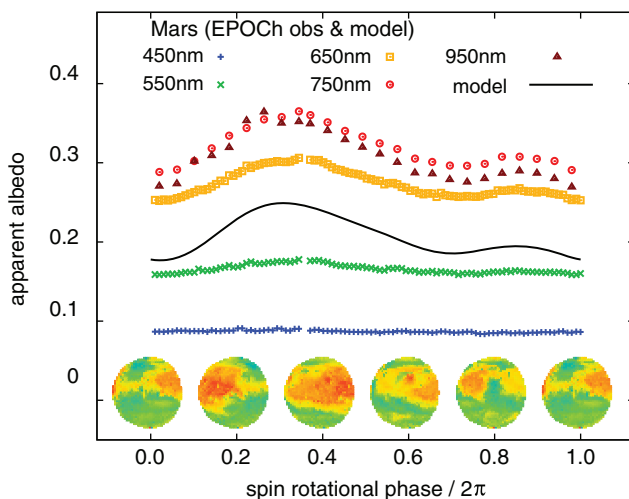 Mars (EPOCh obs & model)
450nm 650nm 950nm
550nm 750nm model
0.4
0.3
0.2
0.1
0
apparent albedo
0.0 0.2 0.4 0.6 0.8 1.0
spin rotational phase / 2π